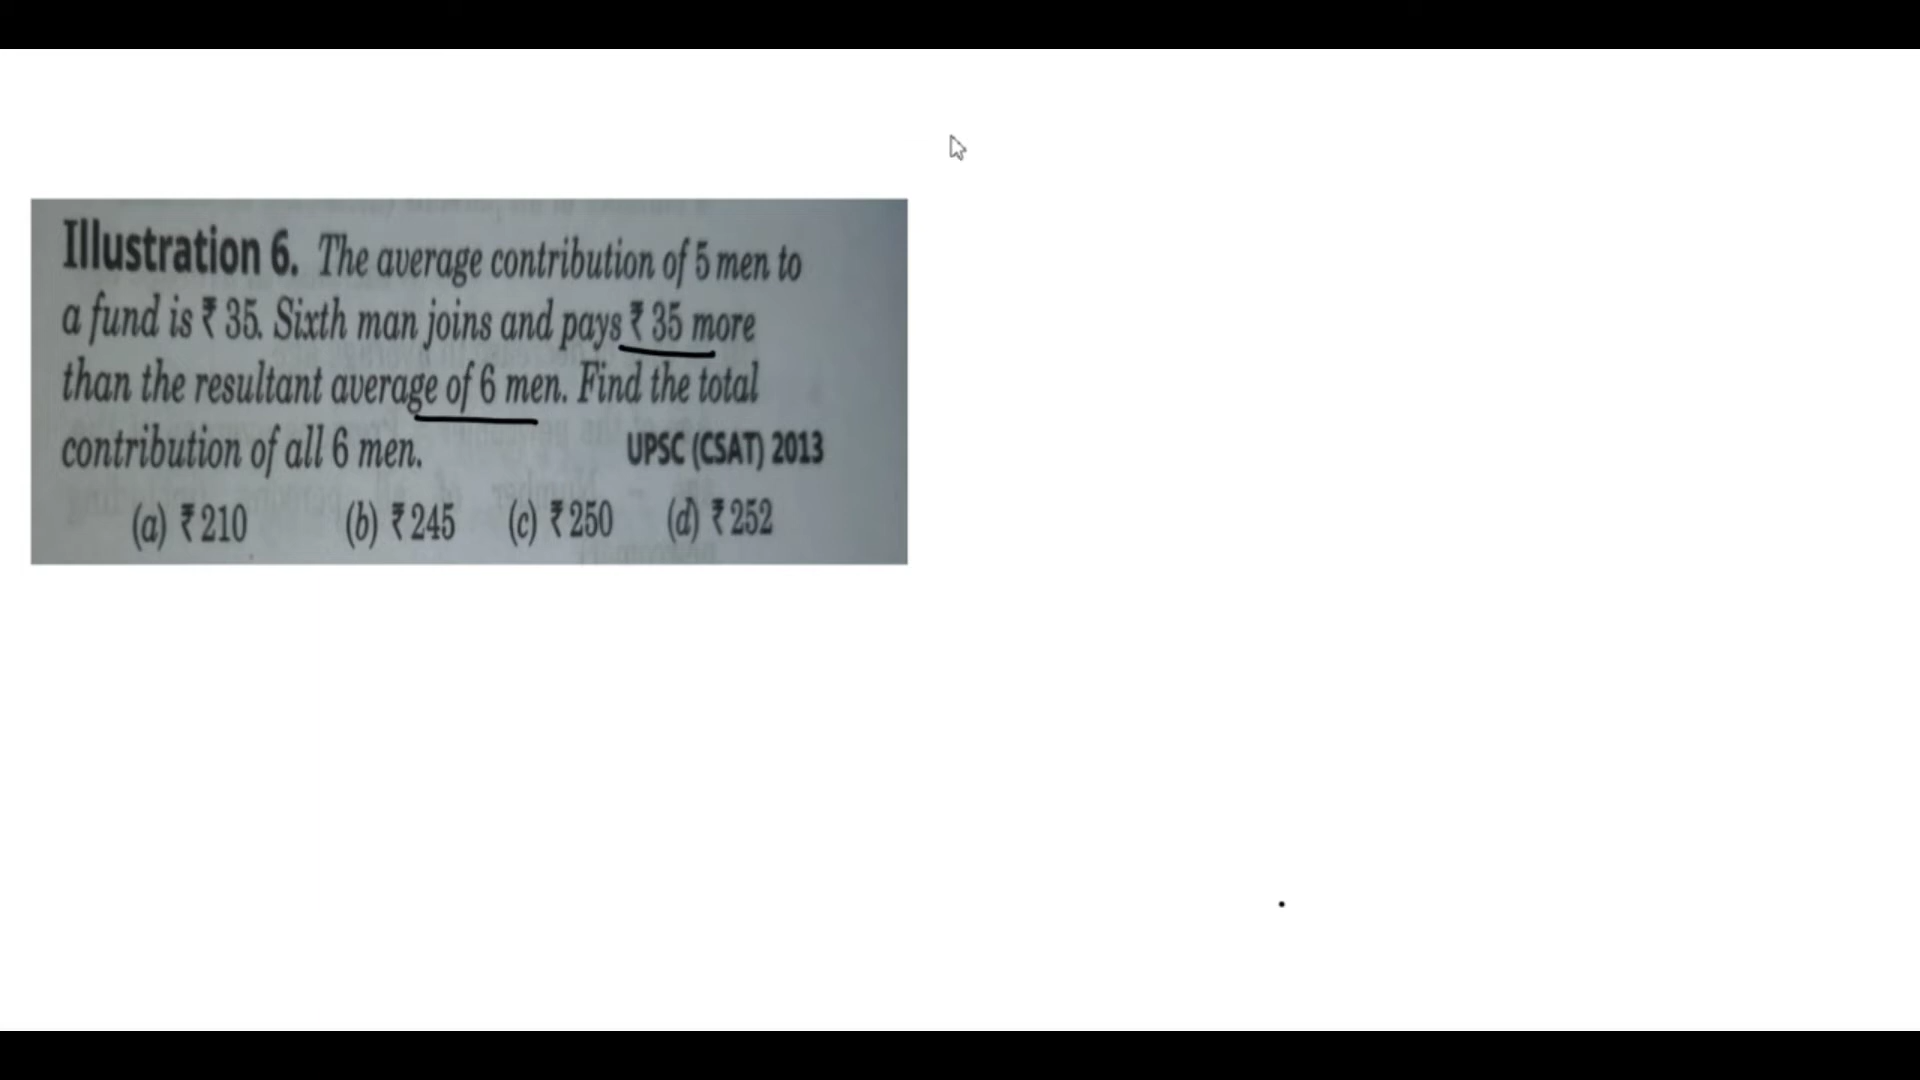 Illustration 6. The average contribution of 5 men to
a fund is ₹ 35. Sixth man joins and pays ₹ 35 more
than the resultant average of 6 men. Find the total
contribution of all 6 men. UPSC (CSAT) 2013
(a) ₹ 210 (b) ₹ 245 (c) ₹ 250 (d) ₹ 252